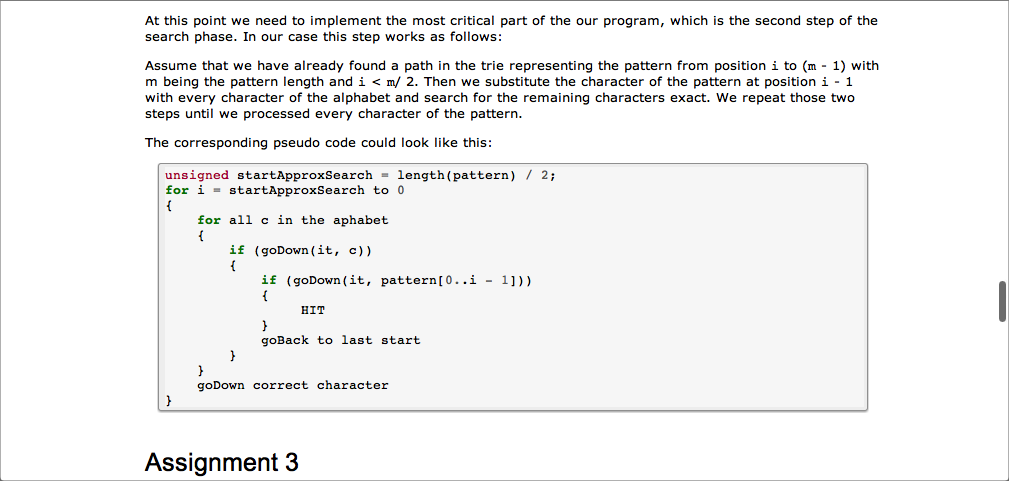 At this point we need to implement the most critical part of the our program, which is the second step of the
search phase. In our case this step works as follows:
Assume that we have already found a path in the trie representing the pattern from position i to (m - 1) with
m being the pattern length and i < m/ 2. Then we substitute the character of the pattern at position i - 1
with every character of the alphabet and search for the remaining characters exact. We repeat those two
steps until we processed every character of the pattern.
The corresponding pseudo code could look like this:
unsigned startApproxSearch = length(pattern) / 2;
for i = startApproxSearch to 0
{
    for all c in the aphabet
    {
        if (goDown(it, c))
        {
            if (goDown(it, pattern[0..i - 1]))
            {
                 HIT
            }
            goBack to last start
        }
    }
    goDown correct character
}
Assignment 3